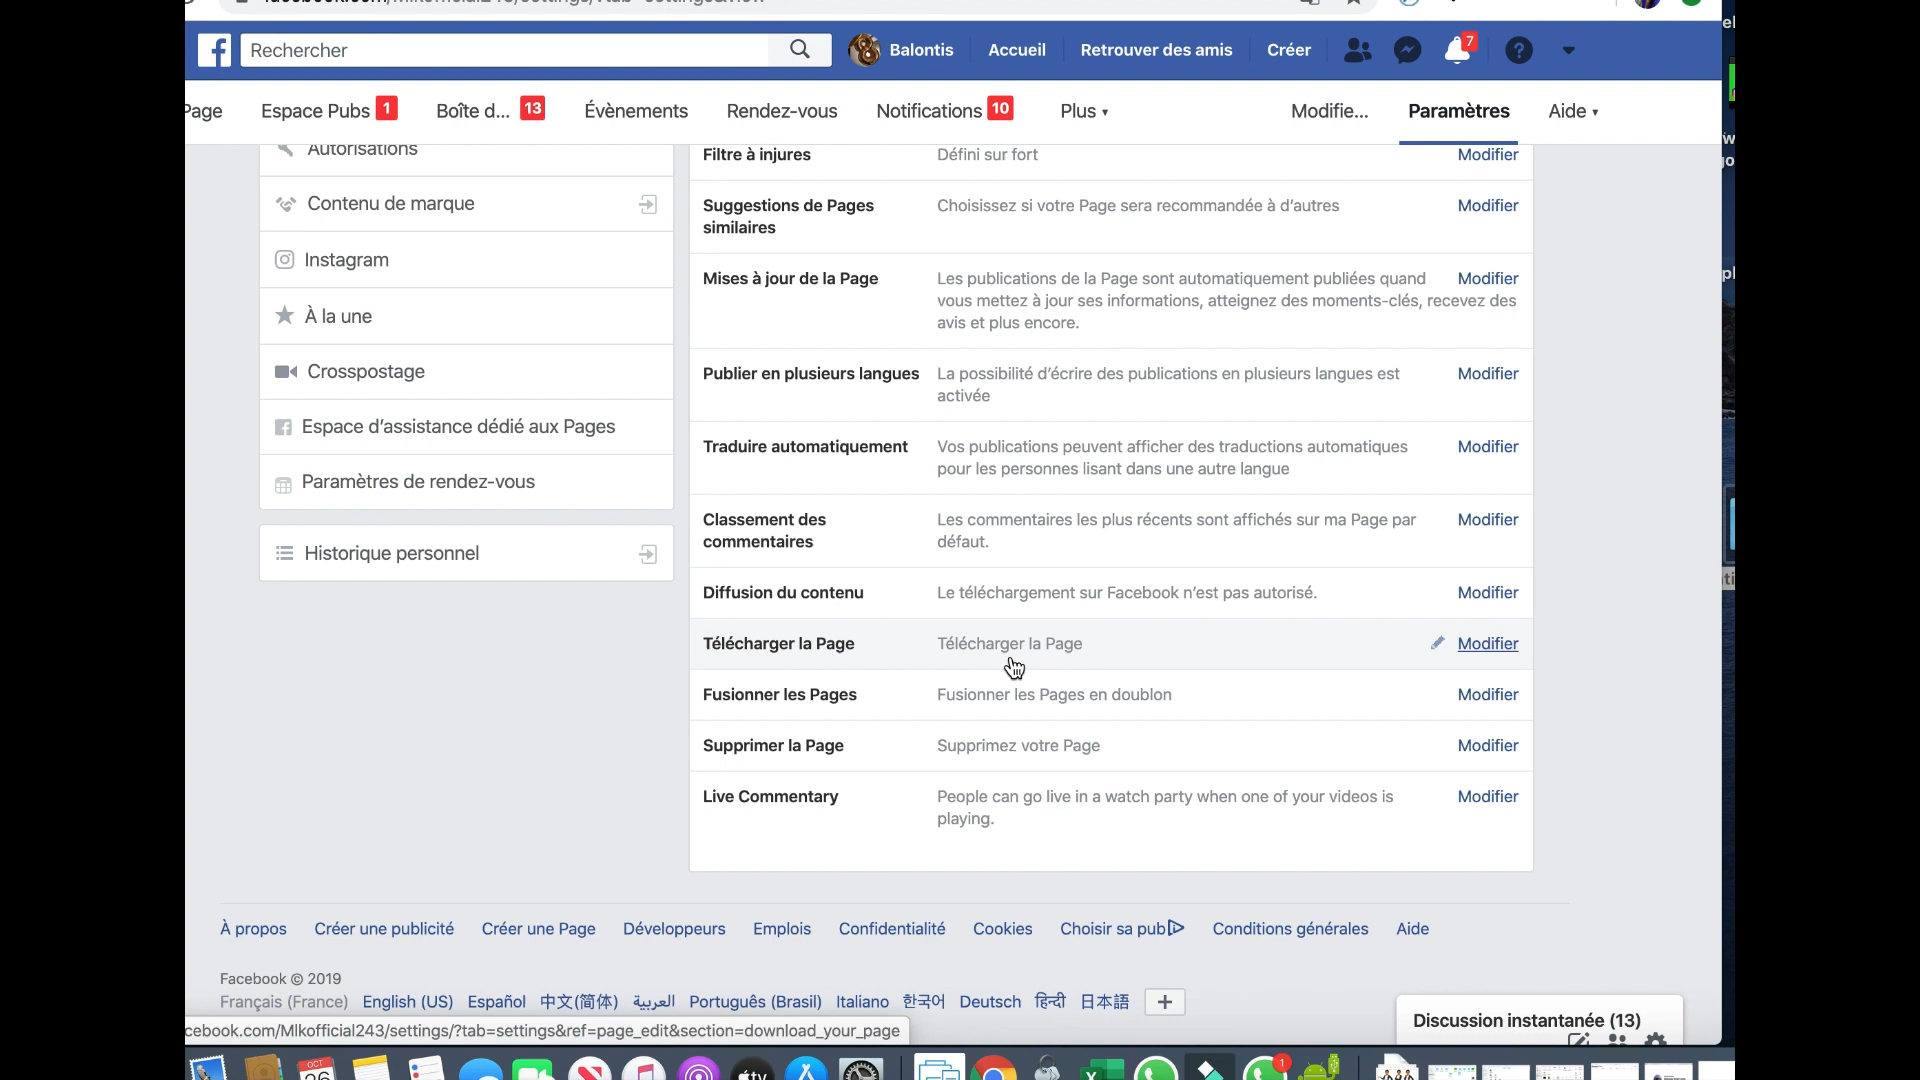 Rechercher
Balontis
Accueil
Retrouver des amis
Créer
7
Page
Espace Pubs 1
Boîte d... 13
Évènements
Rendez-vous
Notifications 10
Plus
Modifie...
Paramètres
Aide
Autorisations
Contenu de marque
Instagram
À la une
Crosspostage
Espace d'assistance dédié aux Pages
Paramètres de rendez-vous
Historique personnel
Filtre à injures
Défini sur fort
Modifier
Suggestions de Pages
similaires
Choisissez si votre Page sera recommandée à d'autres
Modifier
Mises à jour de la Page
Les publications de la Page sont automatiquement publiées quand
vous mettez à jour ses informations, atteignez des moments-clés, recevez des
avis et plus encore.
Modifier
Publier en plusieurs langues
La possibilité d'écrire des publications en plusieurs langues est
activée
Modifier
Traduire automatiquement
Vos publications peuvent afficher des traductions automatiques
pour les personnes lisant dans une autre langue
Modifier
Classement des
commentaires
Les commentaires les plus récents sont affichés sur ma Page par
défaut.
Modifier
Diffusion du contenu
Le téléchargement sur Facebook n'est pas autorisé.
Modifier
Télécharger la Page
Télécharger la Page
Modifier
Fusionner les Pages
Fusionner les Pages en doublon
Modifier
Supprimer la Page
Supprimez votre Page
Modifier
Live Commentary
People can go live in a watch party when one of your videos is
playing.
Modifier
À propos
Créer une publicité
Créer une Page
Développeurs
Emplois
Confidentialité
Cookies
Choisir sa pub
Conditions générales
Aide
Facebook © 2019
Français (France)
English (US)
Español
中文(简体)
العربية
Português (Brasil)
Italiano
한국어
Deutsch
हिन्दी
日本語
cebook.com/Mlkofficial243/settings/?tab=settings&ref=page_edit&section=download_your_page
Discussion instantanée (13)
OCT
26
tv
1